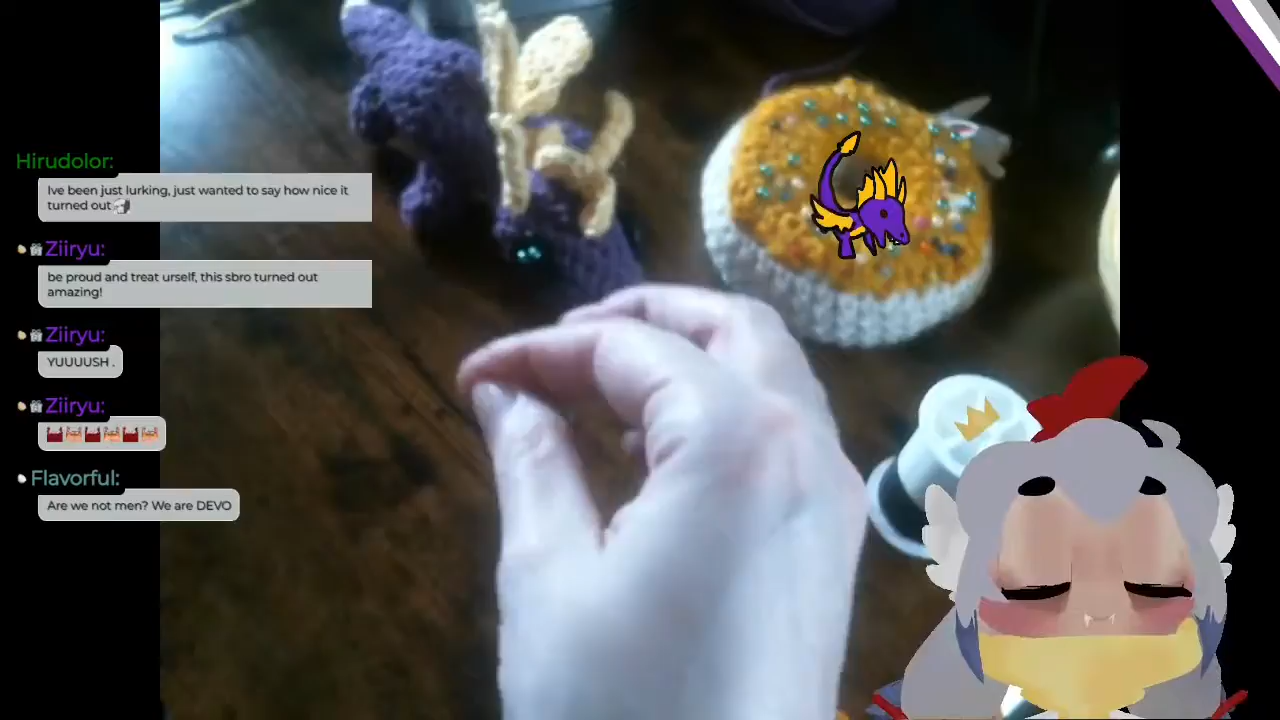 Hirudolor:
Ive been just lurking, just wanted to say how nice it
turned out
Ziiryu:
be proud and treat urself, this sbro turned out
amazing!
Ziiryu:
YUUUUSH .
Ziiryu:
Flavorful:
Are we not men? We are DEVO